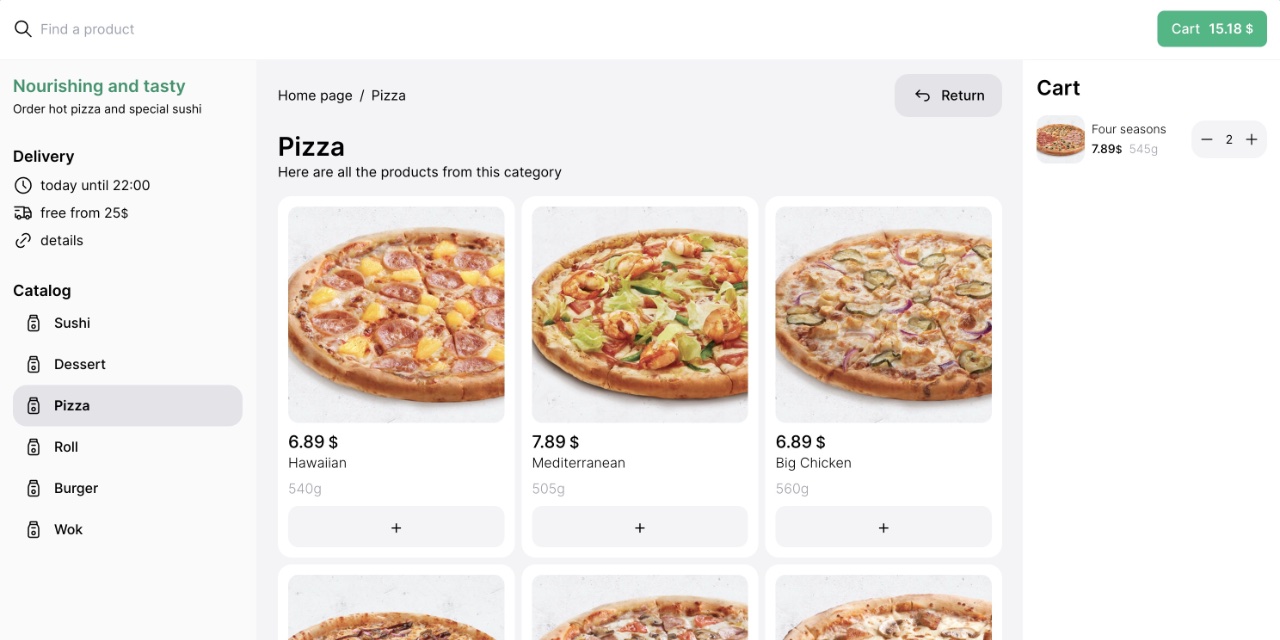 Find a product
Cart 15.18 $
Nourishing and tasty
Order hot pizza and special sushi
Delivery
today until 22:00
free from 25$
details
Catalog
Sushi
Dessert
Pizza
Roll
Burger
Wok
Home page / Pizza
Return
Pizza
Here are all the products from this category
6.89 $
Hawaiian
540g
+
7.89 $
Mediterranean
505g
+
6.89 $
Big Chicken
560g
+
Cart
Four seasons
7.89$ 545g
− 2 +